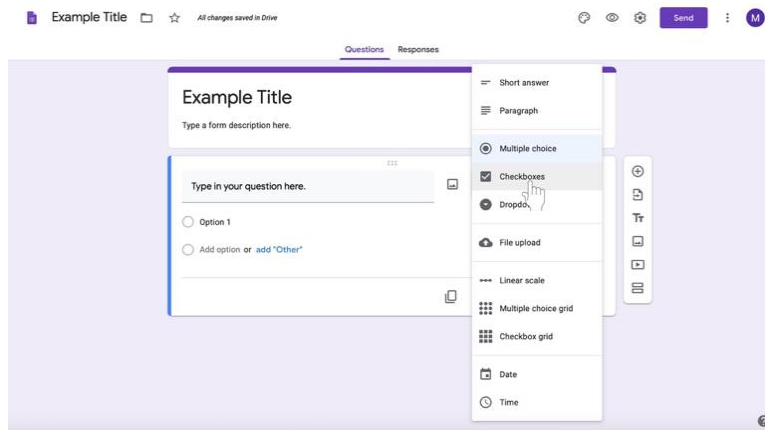 Example Title
All changes saved in Drive
Send
M
Questions Responses
Example Title
Type a form description here.
Type in your question here.
Option 1
Add option or add "Other"
Short answer
Paragraph
Multiple choice
Checkboxes
File upload
Linear scale
Multiple choice grid
Checkbox grid
Date
Time
Tт